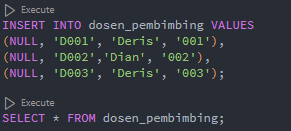 Execute
INSERT INTO dosen_pembimbing VALUES
(NULL, 'D001', 'Deris', '001'),
(NULL, 'D002','Dian', '002'),
(NULL, 'D003', 'Deris', '003');
Execute
SELECT * FROM dosen_pembimbing;